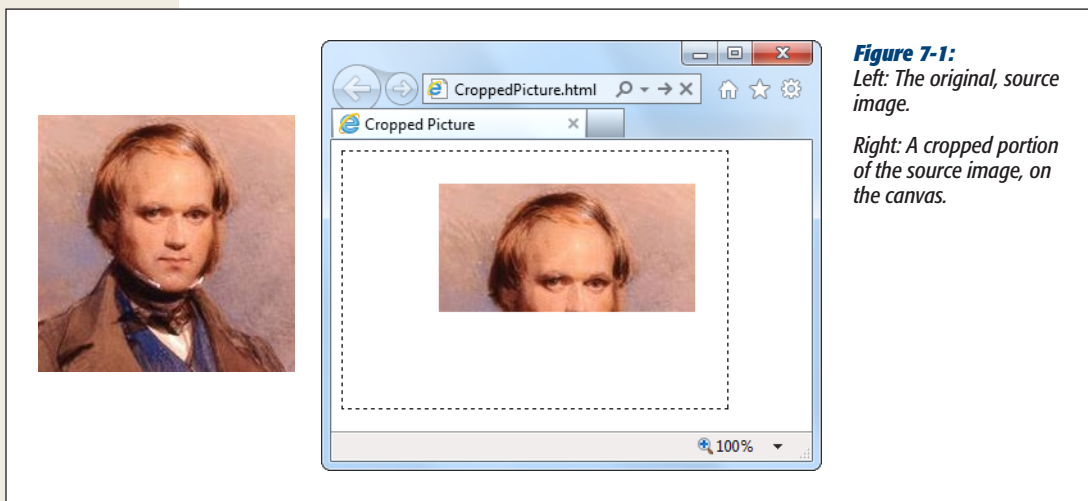 CroppedPicture.html
Cropped Picture
100%
Figure 7-1:
Left: The original, source
image.
Right: A cropped portion
of the source image, on
the canvas.